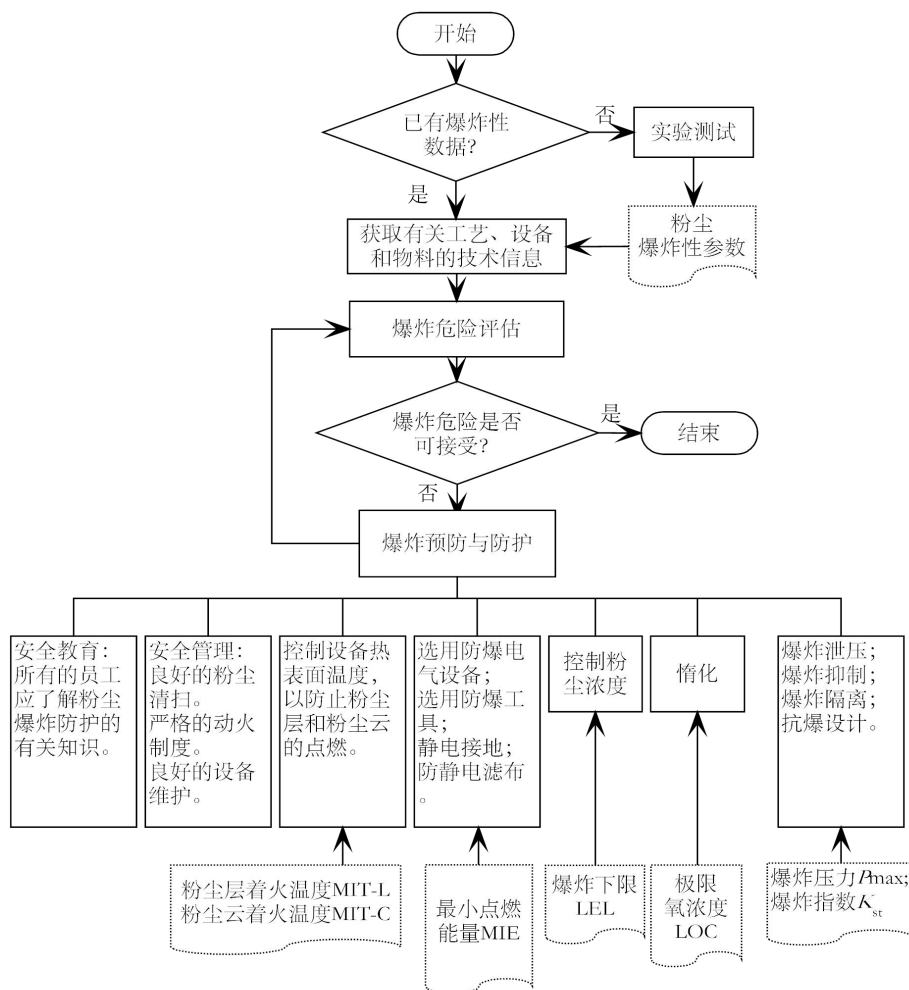 开始
已有爆炸性
数据?
否
实验测试
是
粉尘
爆炸性参数
获取有关工艺、设备
和物料的技术信息
爆炸危险评估
爆炸危险是否
可接受?
是
结束
否
爆炸预防与防护
安全教育:
所有的员工
应了解粉尘
爆炸防护的
有关知识。
安全管理:
良好的粉尘
清扫。
严格的动火
制度。
良好的设备
维护。
控制设备热
表面温度,
以防止粉尘
层和粉尘云
的点燃。
选用防爆电
气设备;
选用防爆工
具;
静电接地;
防静电滤布
。
控制粉
尘浓度
惰化
爆炸泄压;
爆炸抑制;
爆炸隔离;
抗爆设计。
粉尘层着火温度MIT-L
粉尘云着火温度MIT-C
最小点燃
能量MIE
爆炸下限
LEL
极限
氧浓度
LOC
爆炸压力Pmax;
爆炸指数Kst